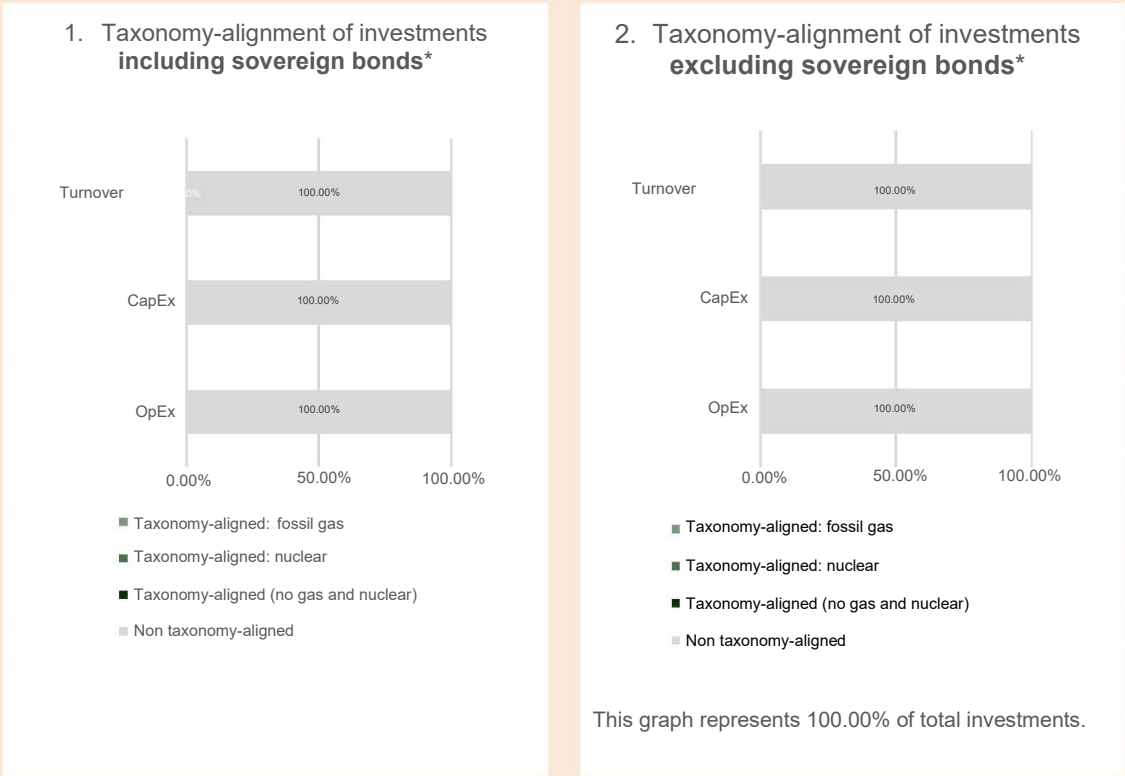 1. Taxonomy-alignment of investments
including sovereign bonds*
Turnover
0%
100.00%
CapEx
100.00%
OpEx
100.00%
0.00%
50.00%
100.00%
Taxonomy-aligned: fossil gas
Taxonomy-aligned: nuclear
Taxonomy-aligned (no gas and nuclear)
Non taxonomy-aligned
2. Taxonomy-alignment of investments
excluding sovereign bonds*
Turnover
100.00%
CapEx
100.00%
OpEx
100.00%
0.00%
50.00%
100.00%
Taxonomy-aligned: fossil gas
Taxonomy-aligned: nuclear
Taxonomy-aligned (no gas and nuclear)
Non taxonomy-aligned
This graph represents 100.00% of total investments.